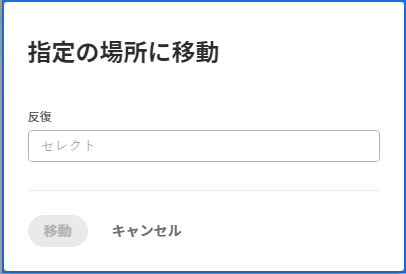 指定の場所に移動
反復
セレクト
移動
キャンセル